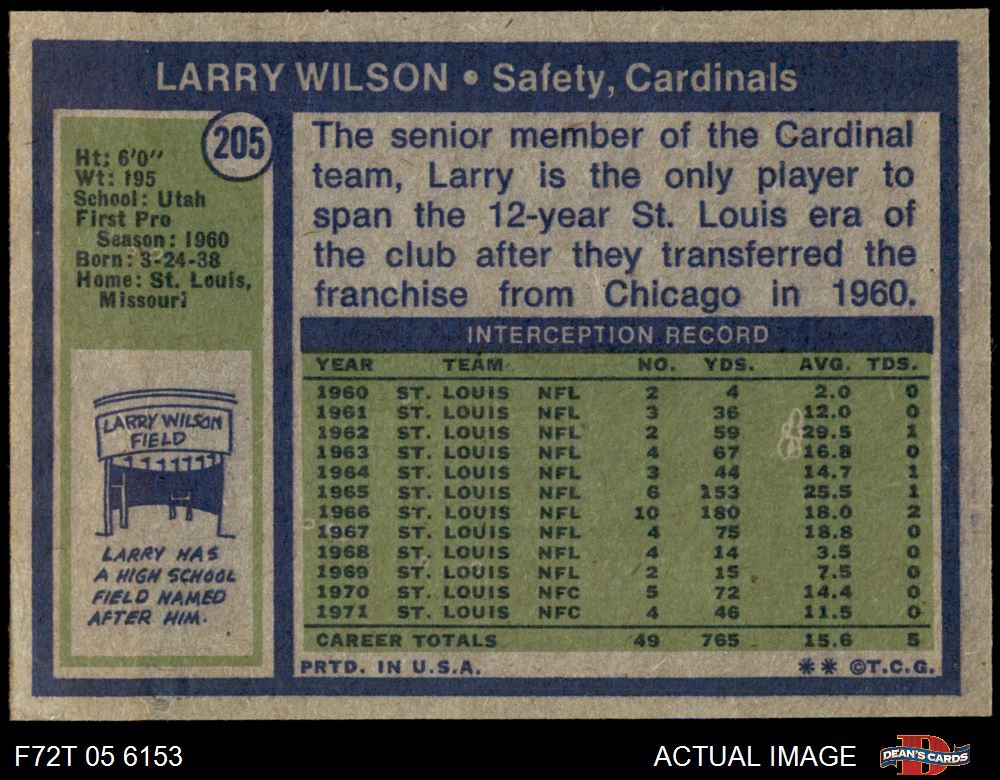 LARRY WILSON • Safety, Cardinals
205
Ht: 6'0"
Wt: 195
School: Utah
First Pro
Season: 1960
Born: 3-24-38
Home: St. Louis,
Missouri
LARRY WILSON
FIELD
LARRY HAS
A HIGH SCHOOL
FIELD NAMED
AFTER HIM.
The senior member of the Cardinal
team, Larry is the only player to
span the 12-year St. Louis era of
the club after they transferred the
franchise from Chicago in 1960.
INTERCEPTION RECORD
YEAR TEAM NO. YDS. AVG. TDS.
1960 ST. LOUIS NFL 2 4 2.0 0
1961 ST. LOUIS NFL 3 36 12.0 0
1962 ST. LOUIS NFL 2 59 29.5 1
1963 ST. LOUIS NFL 4 67 16.8 0
1964 ST. LOUIS NFL 3 44 14.7 1
1965 ST. LOUIS NFL 6 153 25.5 1
1966 ST. LOUIS NFL 10 180 18.0 2
1967 ST. LOUIS NFL 4 75 18.8 0
1968 ST. LOUIS NFL 4 14 3.5 0
1969 ST. LOUIS NFL 2 15 7.5 0
1970 ST. LOUIS NFC 5 72 14.4 0
1971 ST. LOUIS NFC 4 46 11.5 0
CAREER TOTALS 49 765 15.6 5
PRTD. IN U.S.A. ** ©T.C.G.
F72T 05 6153 ACTUAL IMAGE DEAN'S CARDS